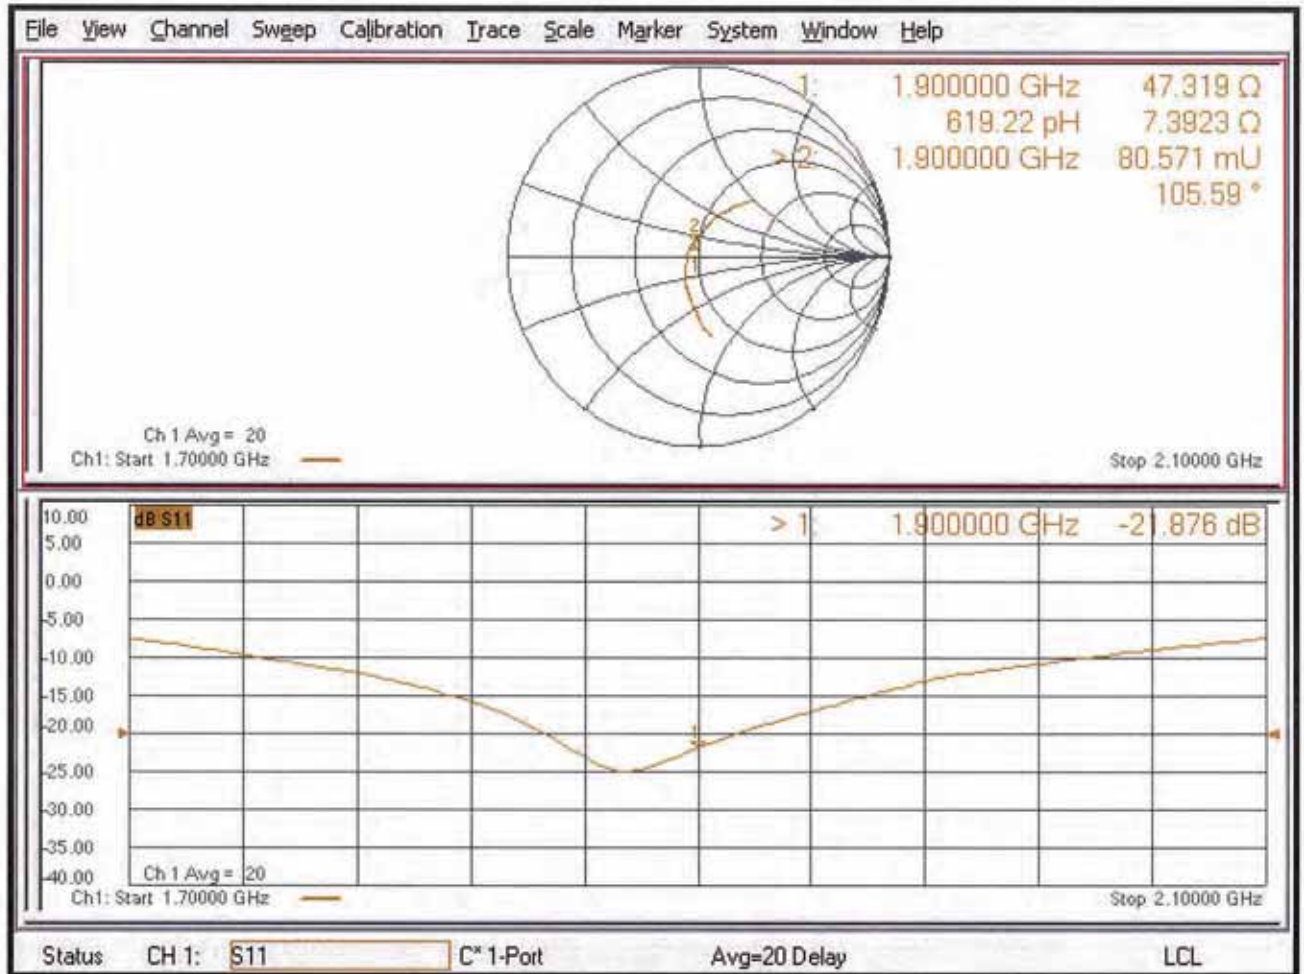 File View Channel Sweep Calibration Trace Scale Marker System Window Help
1: 1.900000 GHz 47.319 Ω
619.22 pH 7.3923 Ω
> 2: 1.900000 GHz 80.571 mU
105.59 °
2
1
Ch 1 Avg = 20
Ch1: Start 1.70000 GHz
Stop 2.10000 GHz
10.00
dB S11
> 1: 1.900000 GHz -21.876 dB
5.00
0.00
-5.00
-10.00
-15.00
-20.00
1
-25.00
-30.00
-35.00
-40.00
Ch 1 Avg = 20
Ch1: Start 1.70000 GHz
Stop 2.10000 GHz
Status CH 1: S11 C* 1-Port Avg=20 Delay LCL